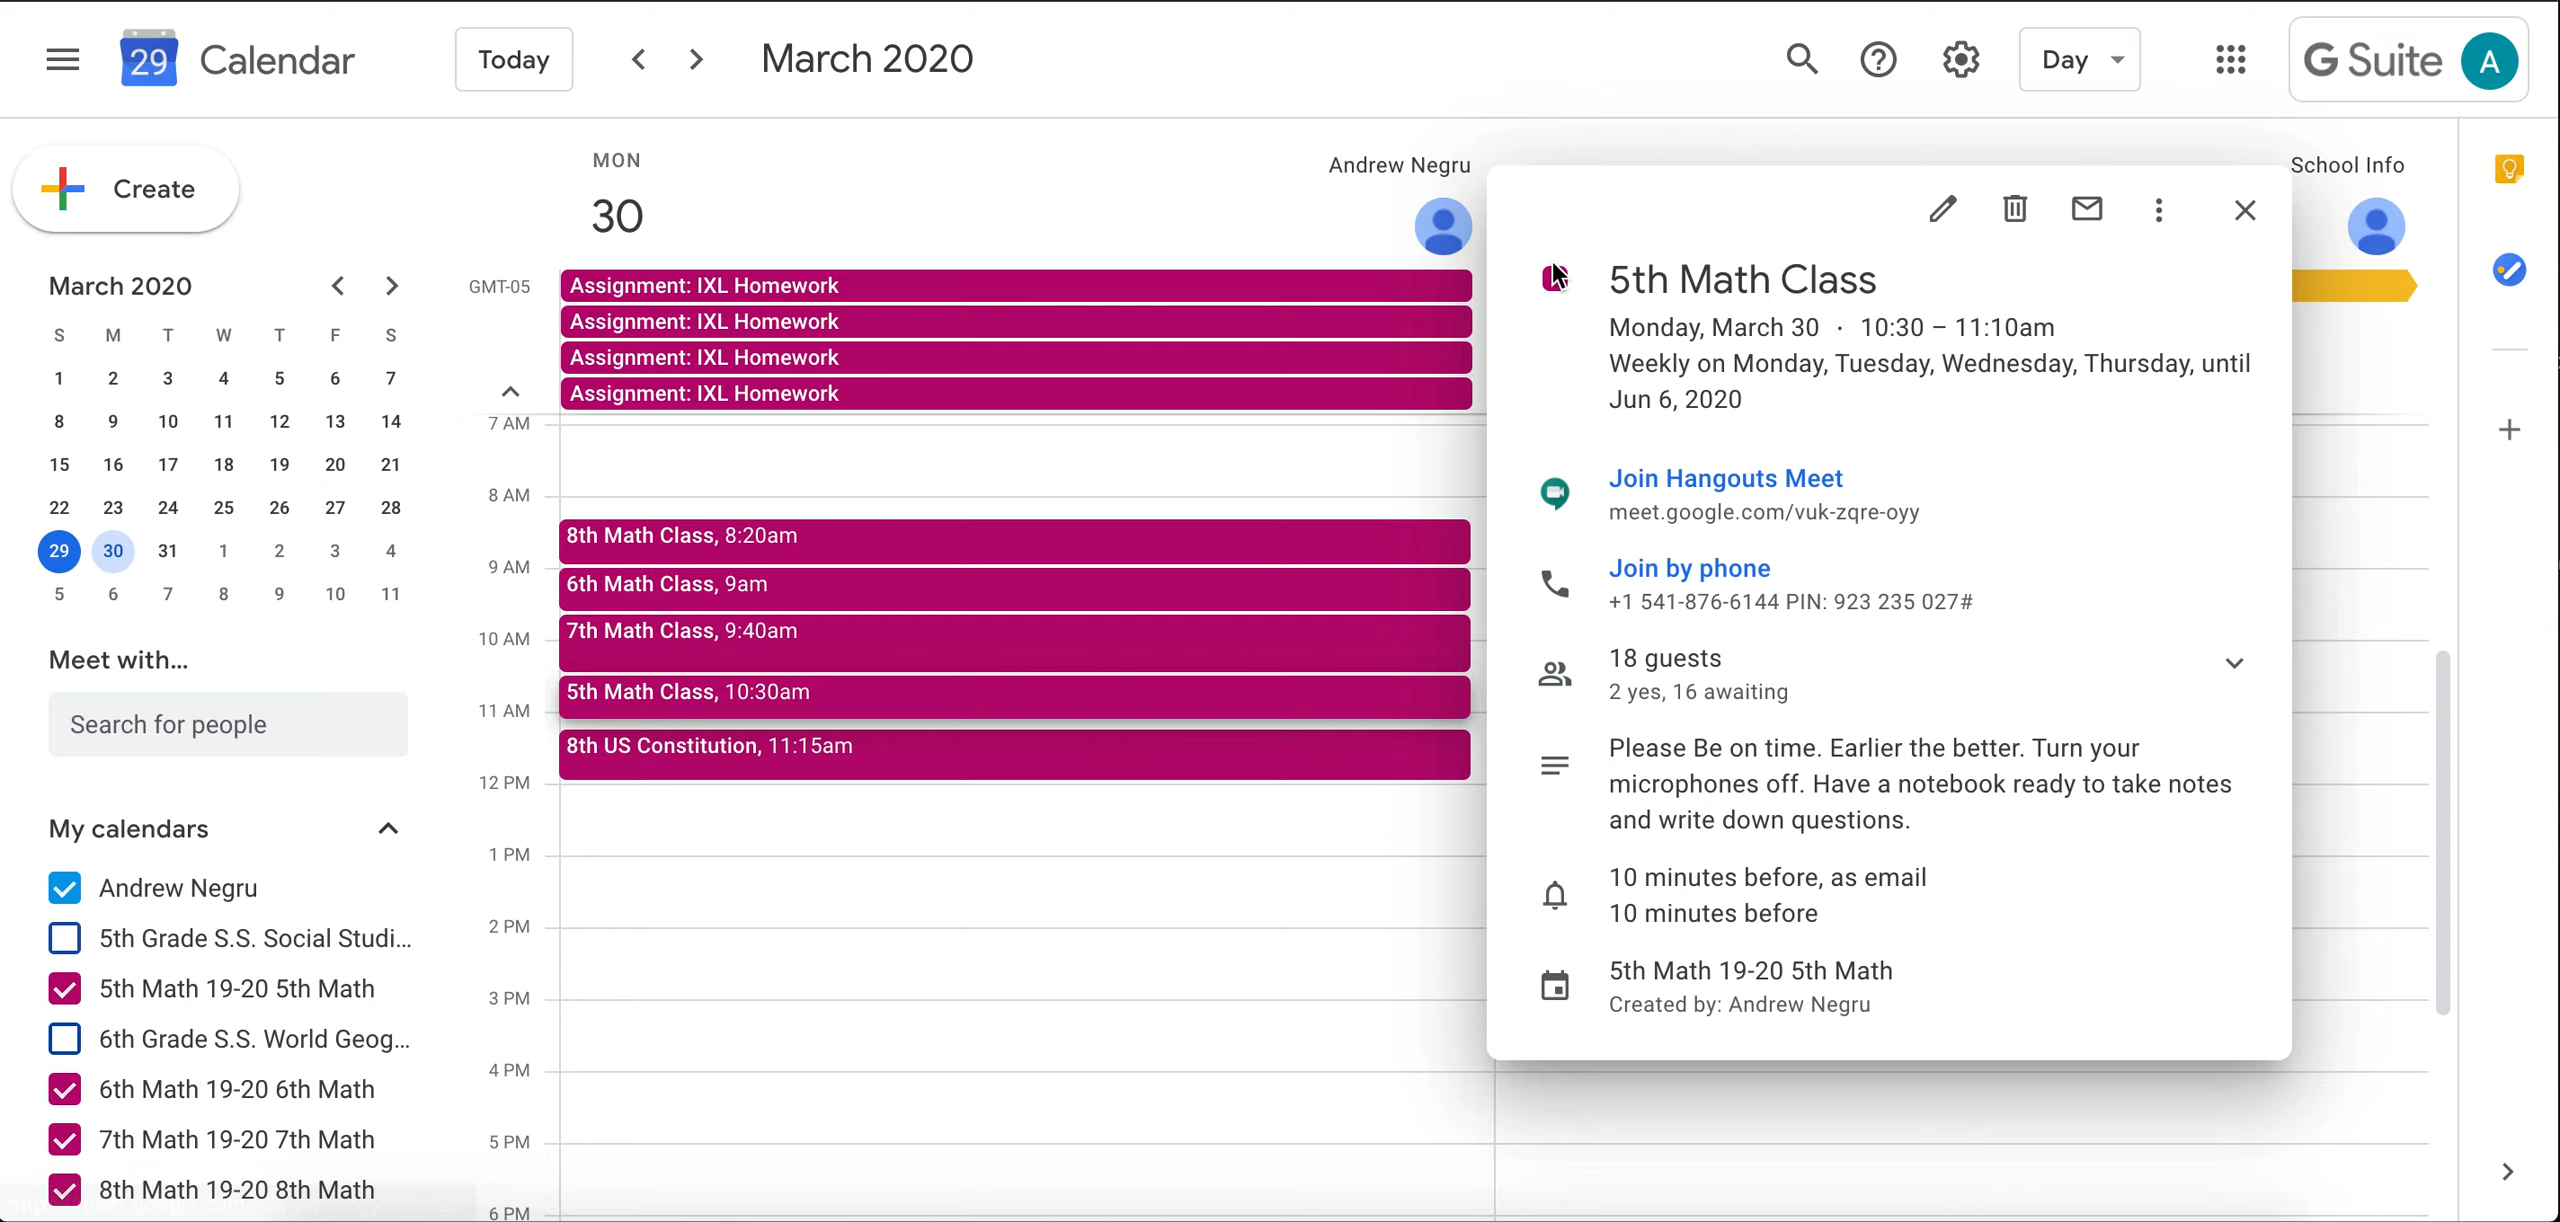 29 Calendar Today March 2020 Day G Suite A
Create
March 2020
S M T W T F S
1 2 3 4 5 6 7
8 9 10 11 12 13 14
15 16 17 18 19 20 21
22 23 24 25 26 27 28
29 30 31 1 2 3 4
5 6 7 8 9 10 11
Meet with...
Search for people
My calendars
Andrew Negru
5th Grade S.S. Social Studi...
5th Math 19-20 5th Math
6th Grade S.S. World Geog...
6th Math 19-20 6th Math
7th Math 19-20 7th Math
8th Math 19-20 8th Math
MON
30
Andrew Negru
School Info
GMT-05
Assignment: IXL Homework
Assignment: IXL Homework
Assignment: IXL Homework
Assignment: IXL Homework
7 AM
8 AM
8th Math Class, 8:20am
9 AM
6th Math Class, 9am
7th Math Class, 9:40am
10 AM
5th Math Class, 10:30am
11 AM
8th US Constitution, 11:15am
12 PM
1 PM
2 PM
3 PM
4 PM
5 PM
6 PM
5th Math Class
Monday, March 30 · 10:30 – 11:10am
Weekly on Monday, Tuesday, Wednesday, Thursday, until
Jun 6, 2020
Join Hangouts Meet
meet.google.com/vuk-zqre-oyy
Join by phone
+1 541-876-6144 PIN: 923 235 027#
18 guests
2 yes, 16 awaiting
Please Be on time. Earlier the better. Turn your
microphones off. Have a notebook ready to take notes
and write down questions.
10 minutes before, as email
10 minutes before
5th Math 19-20 5th Math
Created by: Andrew Negru